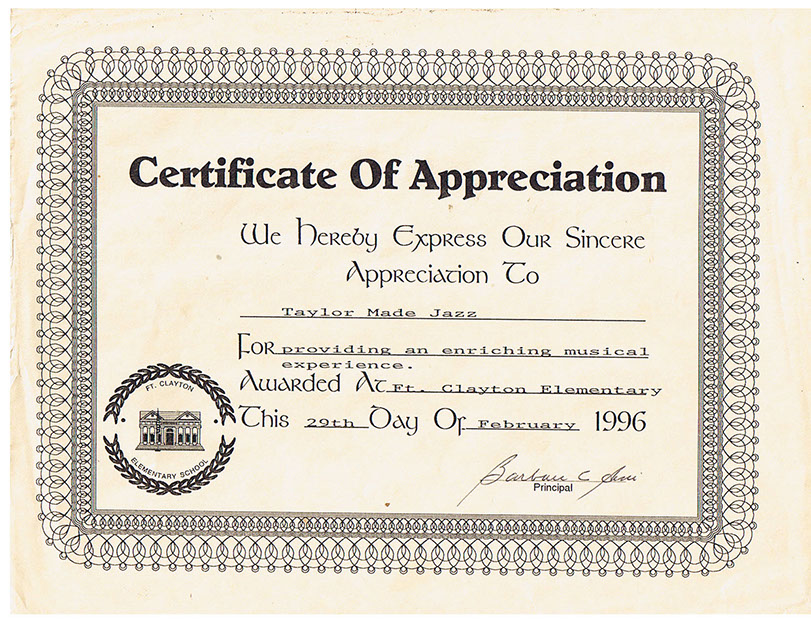 Certificate Of Appreciation
We Hereby Express Our Sincere
Appreciation To
Taylor Made Jazz
For providing an enriching musical
experience.
Awarded At Ft. Clayton Elementary
This 29th Day Of February 1996
FT. CLAYTON
ELEMENTARY SCHOOL
Barbara C
Principal